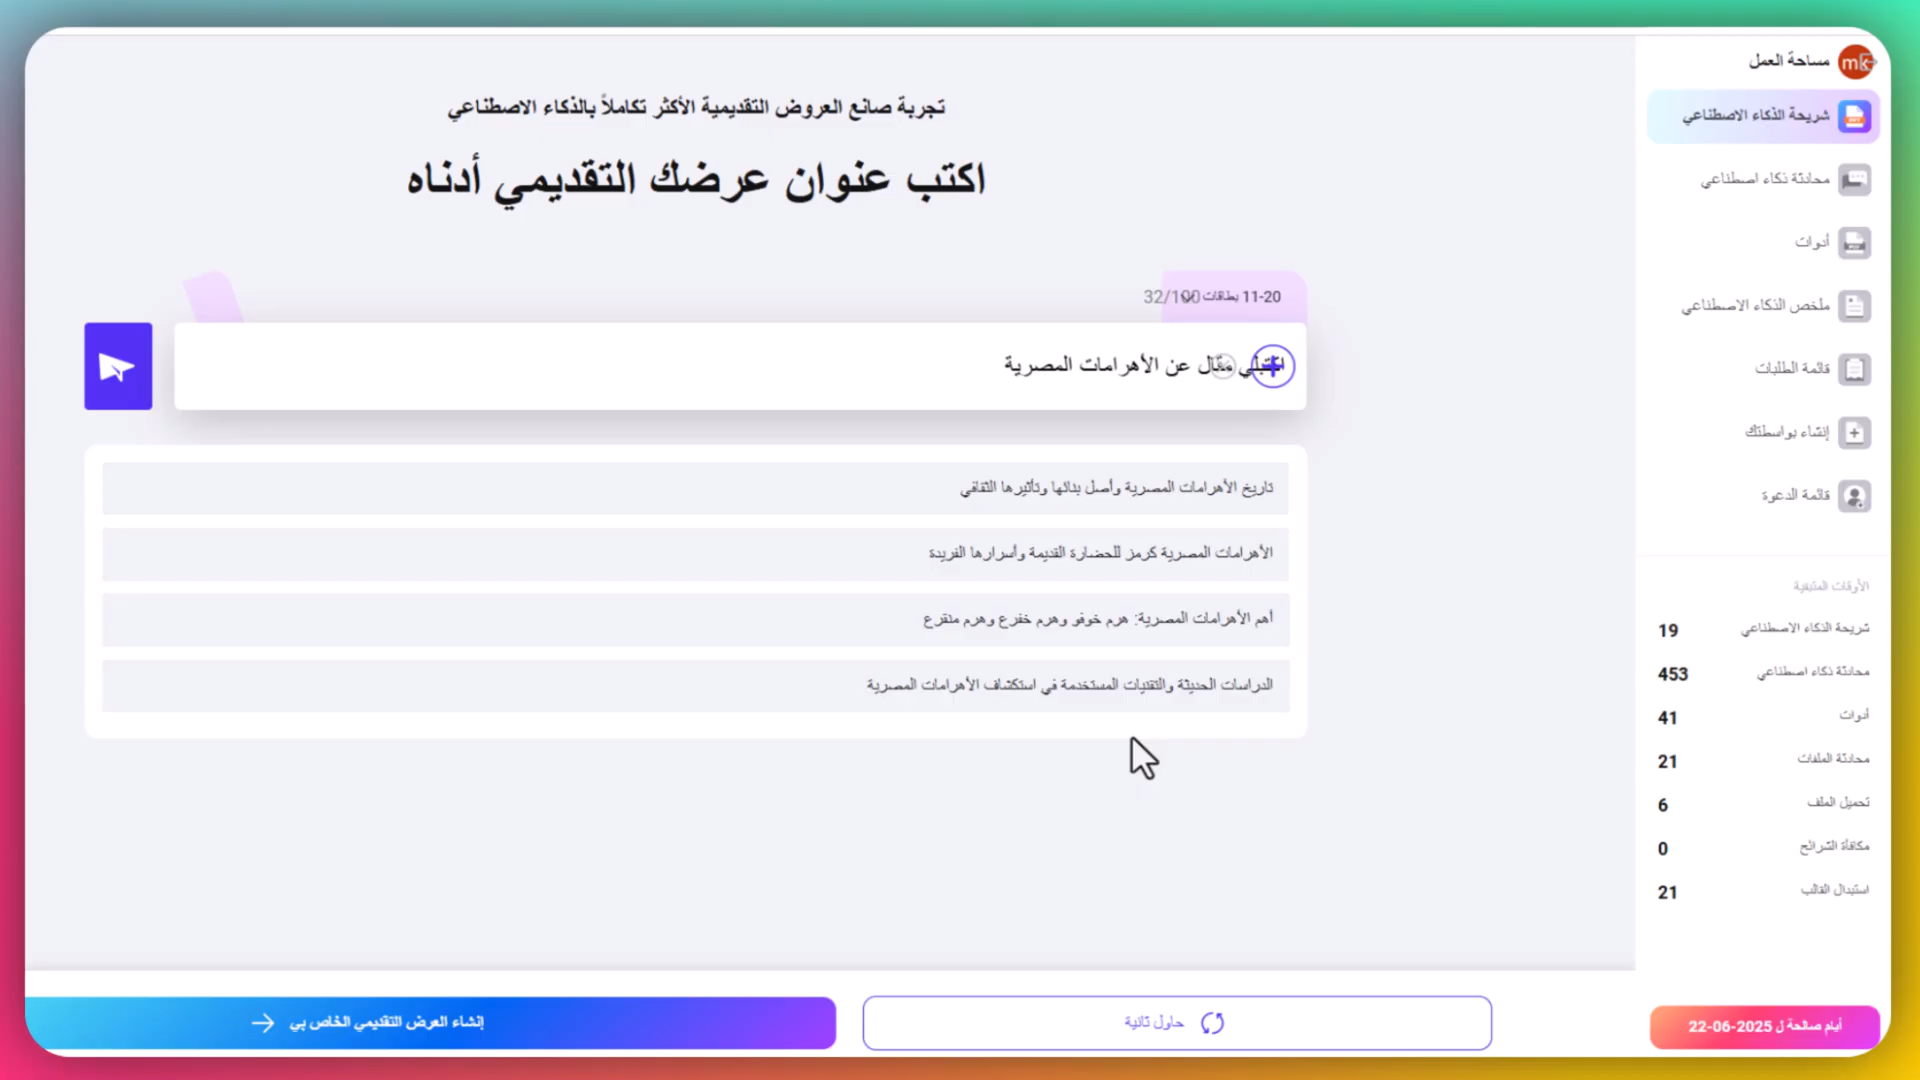 مساحة العمل
شريحة الذكاء الاصطناعي
محادثة ذكاء اصطناعي
أدوات
ملخص الذكاء الاصطناعي
قائمة الطلبات
إنشاء بواسطتك
قائمة الدعوة
الأوقات المتبقية
شريحة الذكاء الاصطناعي 19
محادثة ذكاء اصطناعي 453
أدوات 41
محادثة الملفات 21
تحميل الملف 6
مكافأة الشرائح 0
استبدال القالب 21
أيام صالحة ل 2025-06-22
تجربة صانع العروض التقديمية الأكثر تكاملاً بالذكاء الاصطناعي
اكتب عنوان عرضك التقديمي أدناه
11-20 بطاقات 32/100
اكتبلي مقال عن الأهرامات المصرية
تاريخ الأهرامات المصرية وأصل بنائها وتأثيرها الثقافي
الأهرامات المصرية كرمز للحضارة القديمة وأسرارها الفريدة
أهم الأهرامات المصرية: هرم خوفو وهرم خفرع وهرم منقرع
الدراسات الحديثة والتقنيات المستخدمة في استكشاف الأهرامات المصرية
حاول ثانية
إنشاء العرض التقديمي الخاص بي